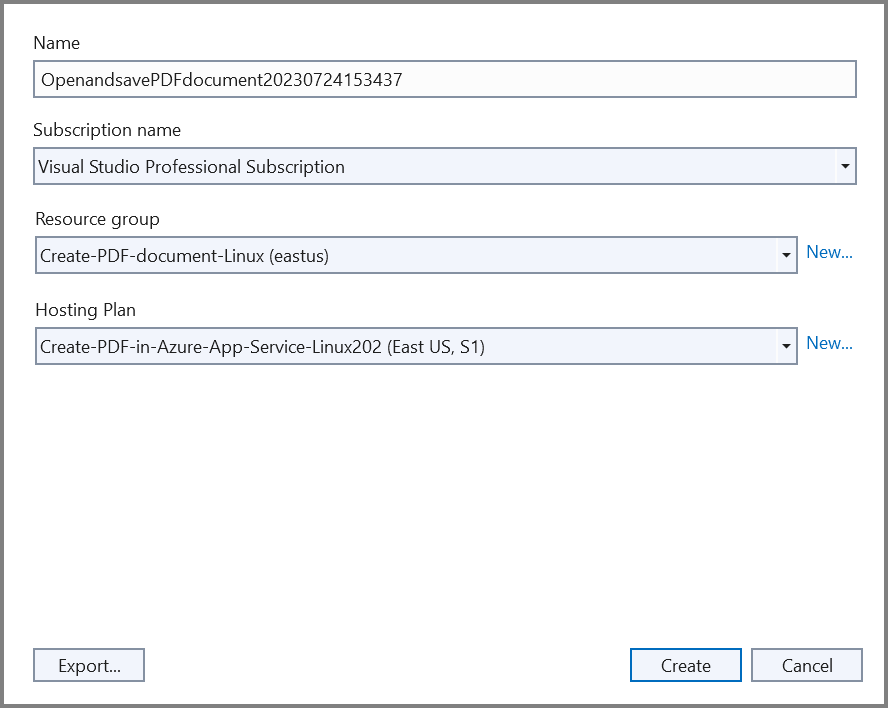 Name
OpenandsavePDFdocument20230724153437
Subscription name
Visual Studio Professional Subscription
Resource group
Create-PDF-document-Linux (eastus)
New...
Hosting Plan
Create-PDF-in-Azure-App-Service-Linux202 (East US, S1)
New...
Export...
Create
Cancel